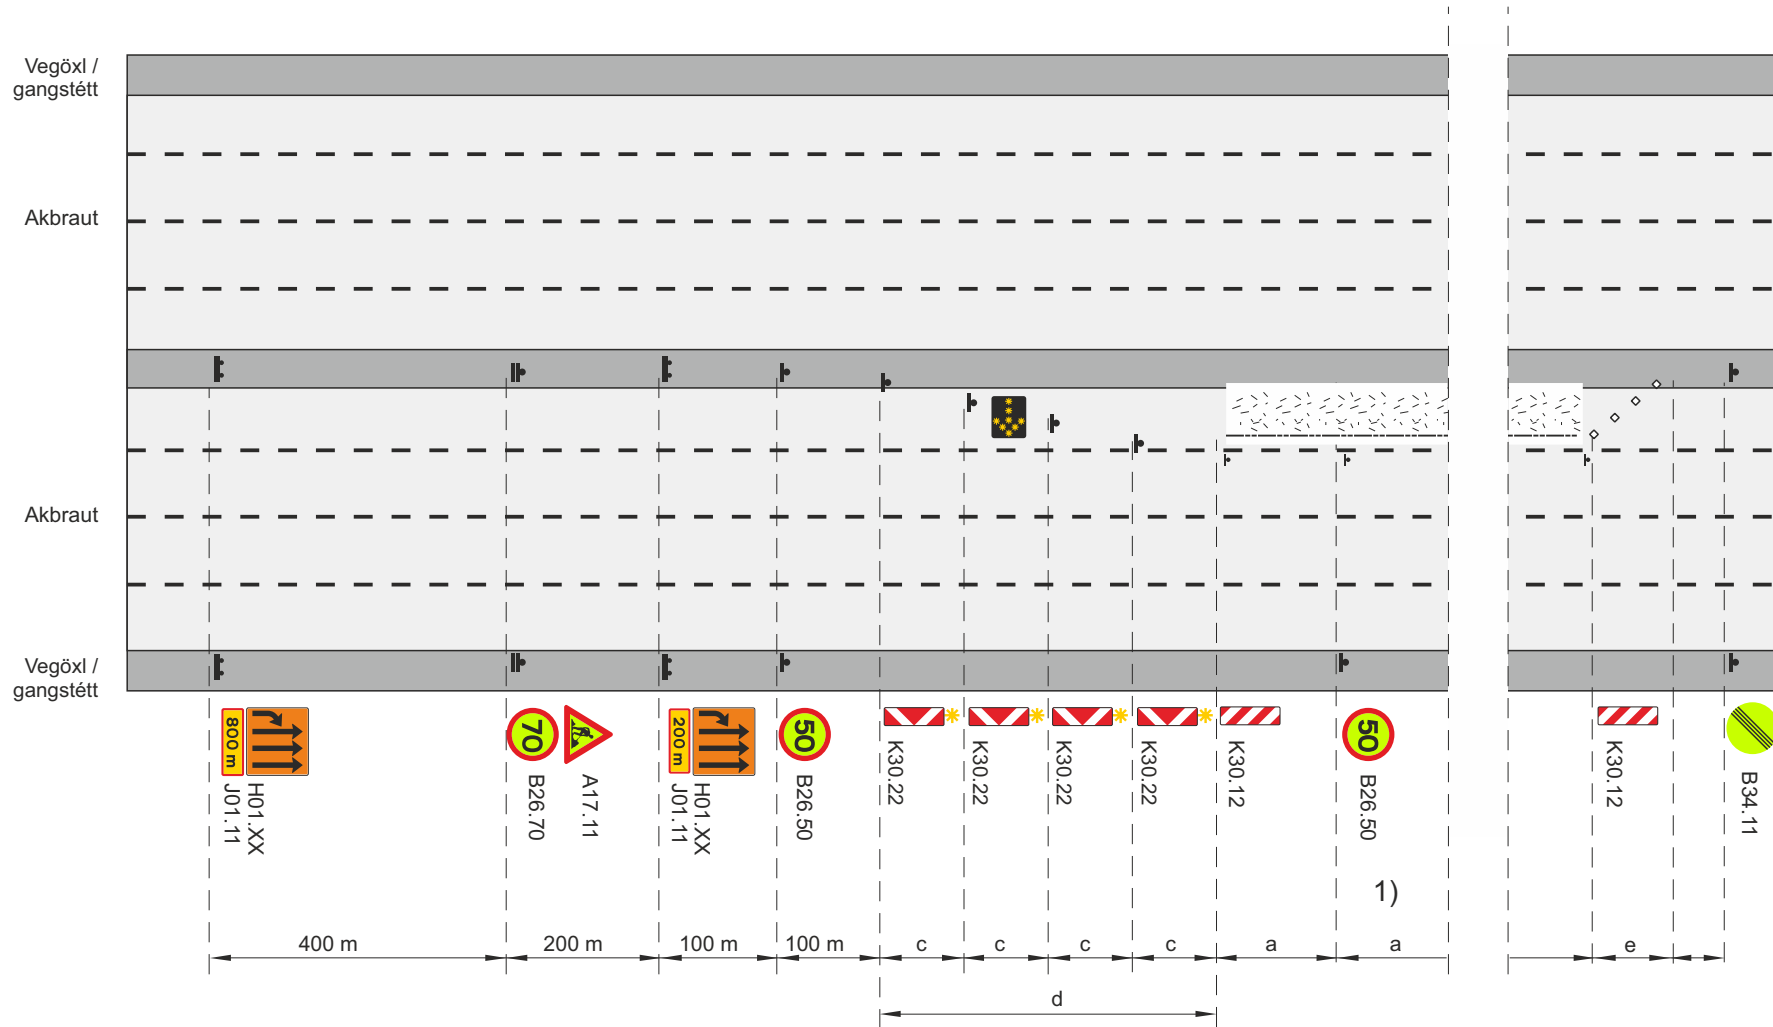 Vegöxl /
gangstétt
Akbraut
Akbraut
Vegöxl /
gangstétt
800 m
H01.XX
J01.11
70
B26.70
A17.11
200 m
H01.XX
J01.11
50
B26.50
K30.22
K30.22
K30.22
K30.22
K30.12
50
B26.50
K30.12
B34.11
1)
400 m
200 m
100 m
100 m
c
c
c
c
a
a
e
d